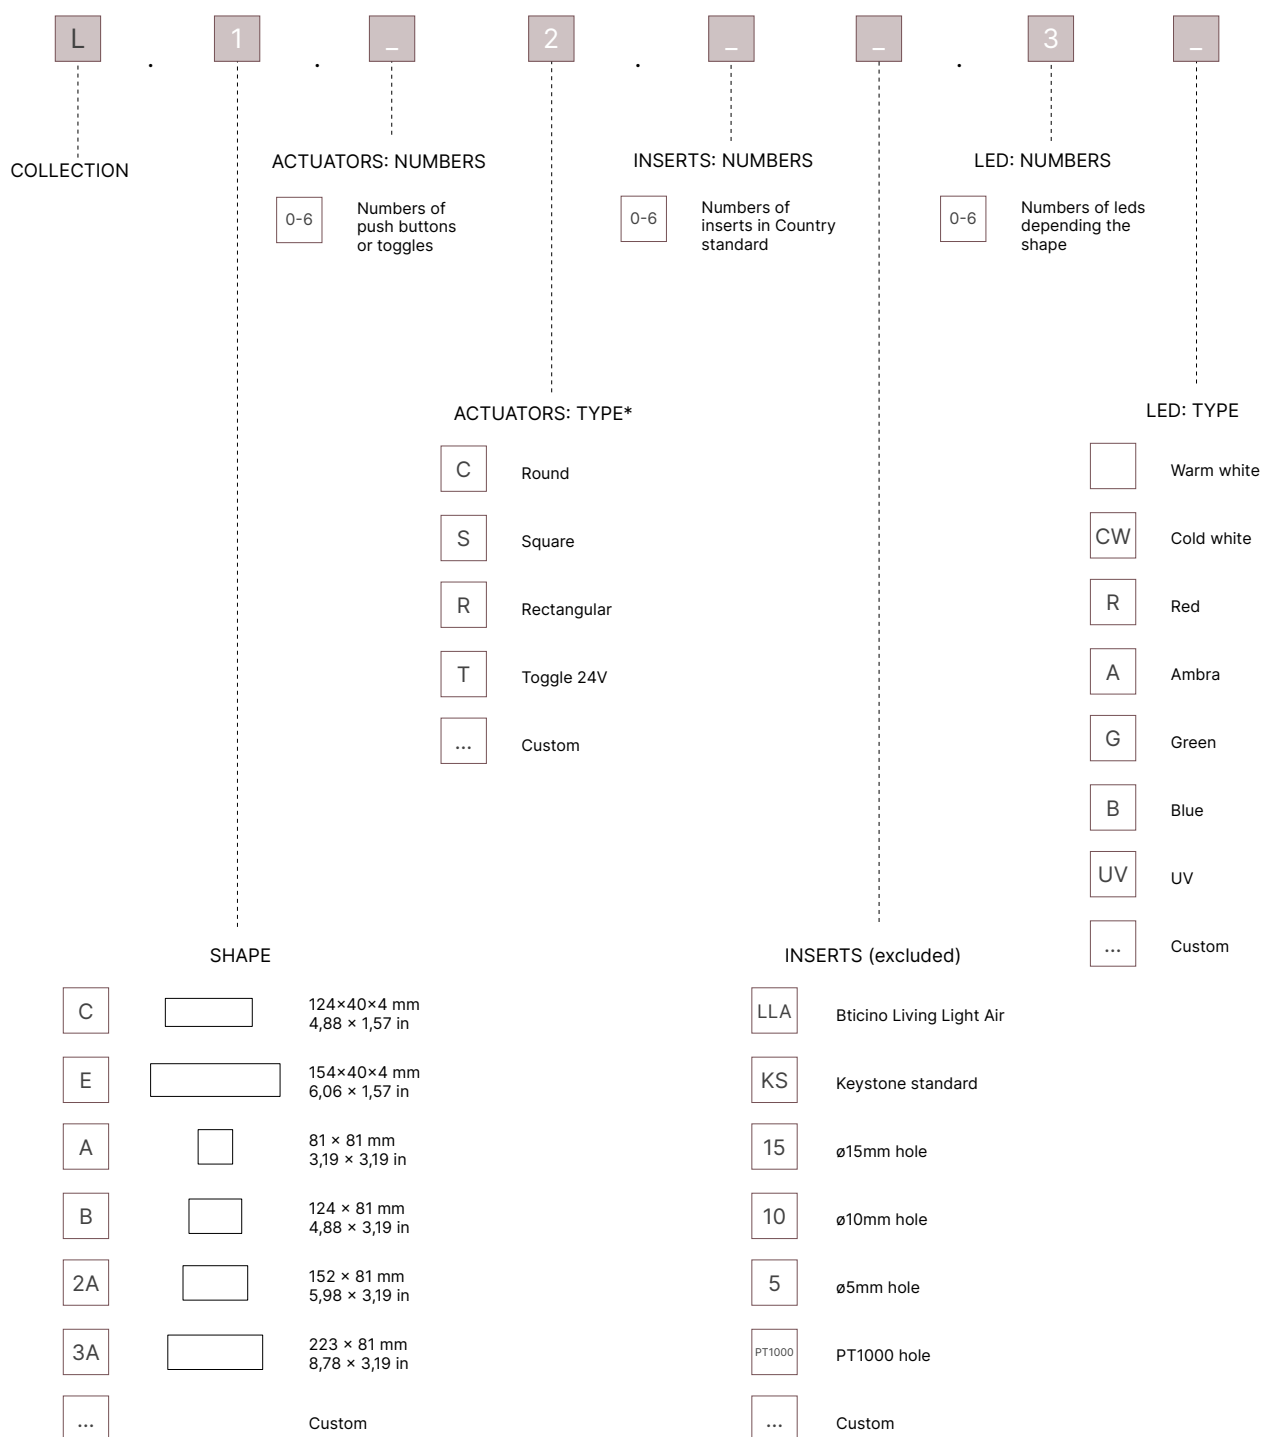 L . 1 . _ 2 . _ _ . 3 _
COLLECTION
ACTUATORS: NUMBERS
0-6
Numbers of
push buttons
or toggles
INSERTS: NUMBERS
0-6
Numbers of
inserts in Country
standard
LED: NUMBERS
0-6
Numbers of leds
depending the
shape
ACTUATORS: TYPE*
C Round
S Square
R Rectangular
T Toggle 24V
... Custom
LED: TYPE
Warm white
CW Cold white
R Red
A Ambra
G Green
B Blue
UV UV
... Custom
SHAPE
C
124×40×4 mm
4,88 × 1,57 in
E
154×40×4 mm
6,06 × 1,57 in
A
81 × 81 mm
3,19 × 3,19 in
B
124 × 81 mm
4,88 × 3,19 in
2A
152 × 81 mm
5,98 × 3,19 in
3A
223 × 81 mm
8,78 × 3,19 in
... Custom
INSERTS (excluded)
LLA Bticino Living Light Air
KS Keystone standard
15 ø15mm hole
10 ø10mm hole
5 ø5mm hole
PT1000 PT1000 hole
... Custom